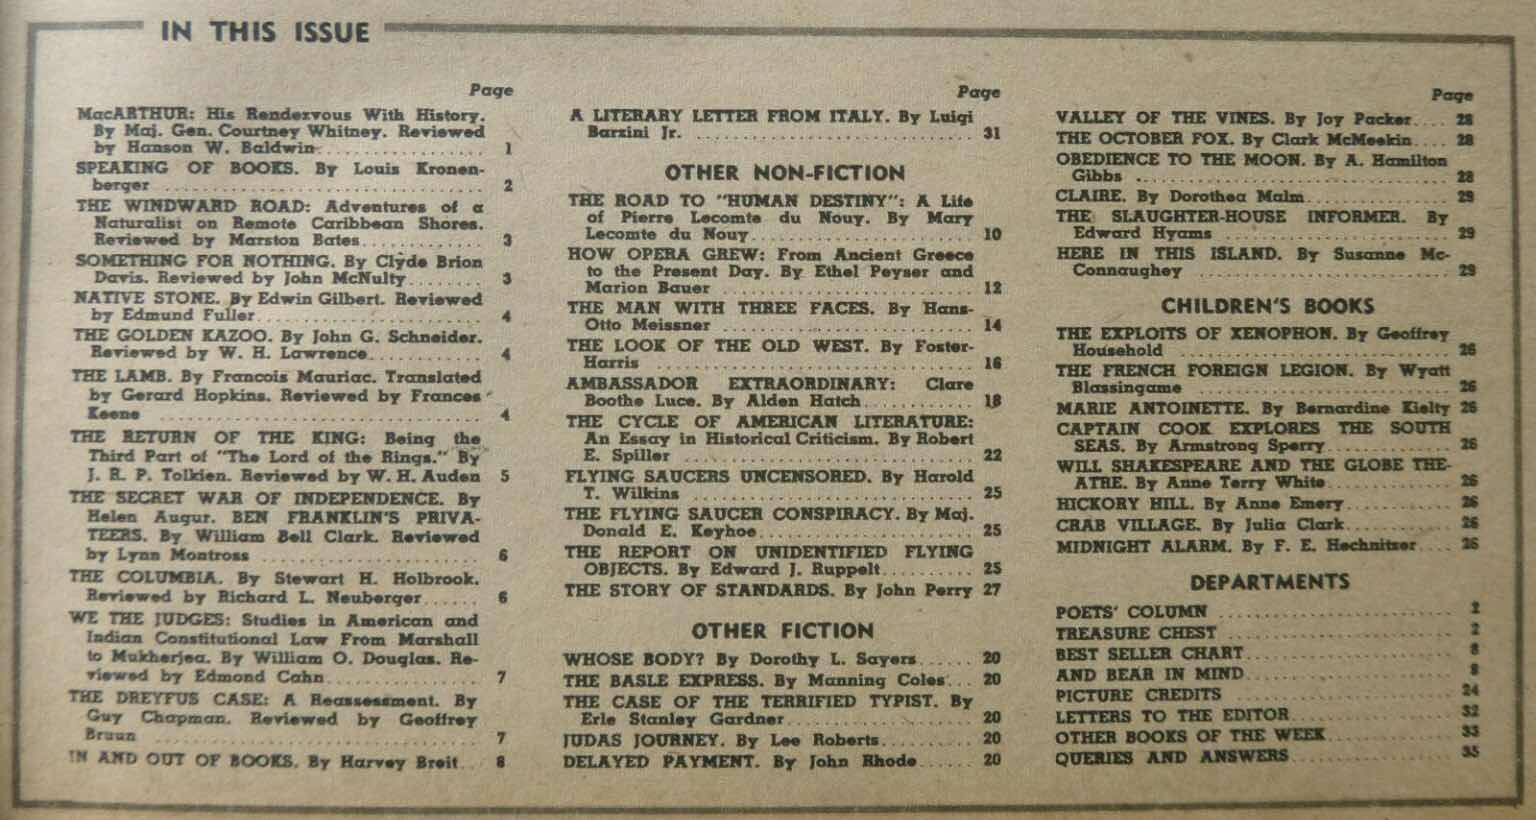 IN THIS ISSUE
Page
MacARTHUR: His Rendezvous With History.
By Maj. Gen. Courtney Whitney. Reviewed
by Hanson W. Baldwin 1
SPEAKING OF BOOKS. By Louis Kronen-
berger 2
THE WINDWARD ROAD: Adventures of a
Naturalist on Remote Caribbean Shores.
Reviewed by Marston Bates 3
SOMETHING FOR NOTHING. By Clyde Brion
Davis. Reviewed by John McNulty 3
NATIVE STONE. By Edwin Gilbert. Reviewed
by Edmund Fuller 4
THE GOLDEN KAZOO. By John G. Schneider.
Reviewed by W. H. Lawrence 4
THE LAMB. By Francois Mauriac. Translated
by Gerard Hopkins. Reviewed by Frances
Keene 4
THE RETURN OF THE KING: Being the
Third Part of "The Lord of the Rings." By
J. R. P. Tolkien. Reviewed by W. H. Auden 5
THE SECRET WAR OF INDEPENDENCE. By
Helen Augur. BEN FRANKLIN'S PRIVA-
TEERS. By William Bell Clark. Reviewed
by Lynn Montross 6
THE COLUMBIA. By Stewart H. Holbrook.
Reviewed by Richard L. Neuberger 6
WE THE JUDGES: Studies in American and
Indian Constitutional Law From Marshall
to Mukherjea. By William O. Douglas. Re-
viewed by Edmond Cahn 7
THE DREYFUS CASE: A Reassessment. By
Guy Chapman. Reviewed by Geoffrey
Bruun 7
IN AND OUT OF BOOKS. By Harvey Breit 8
Page
A LITERARY LETTER FROM ITALY. By Luigi
Barzini Jr. 31
OTHER NON-FICTION
THE ROAD TO "HUMAN DESTINY": A Life
of Pierre Lecomte du Nouy. By Mary
Lecomte du Nouy 10
HOW OPERA GREW: From Ancient Greece
to the Present Day. By Ethel Peyser and
Marion Bauer 12
THE MAN WITH THREE FACES. By Hans-
Otto Meissner 14
THE LOOK OF THE OLD WEST. By Foster-
Harris 16
AMBASSADOR EXTRAORDINARY: Clare
Boothe Luce. By Alden Hatch 18
THE CYCLE OF AMERICAN LITERATURE:
An Essay in Historical Criticism. By Robert
E. Spiller 22
FLYING SAUCERS UNCENSORED. By Harold
T. Wilkins 25
THE FLYING SAUCER CONSPIRACY. By Maj.
Donald E. Keyhoe 25
THE REPORT ON UNIDENTIFIED FLYING
OBJECTS. By Edward J. Ruppelt 25
THE STORY OF STANDARDS. By John Perry 27
OTHER FICTION
WHOSE BODY? By Dorothy L. Sayers 20
THE BASLE EXPRESS. By Manning Coles 20
THE CASE OF THE TERRIFIED TYPIST. By
Erle Stanley Gardner 20
JUDAS JOURNEY. By Lee Roberts 20
DELAYED PAYMENT. By John Rhode 20
Page
VALLEY OF THE VINES. By Joy Packer 28
THE OCTOBER FOX. By Clark McMeekin 28
OBEDIENCE TO THE MOON. By A. Hamilton
Gibbs 28
CLAIRE. By Dorothea Malm 29
THE SLAUGHTER-HOUSE INFORMER. By
Edward Hyams 29
HERE IN THIS ISLAND. By Susanne Mc-
Connaughey 29
CHILDREN'S BOOKS
THE EXPLOITS OF XENOPHON. By Geoffrey
Household 26
THE FRENCH FOREIGN LEGION. By Wyatt
Blassingame 26
MARIE ANTOINETTE. By Bernardine Kielty 26
CAPTAIN COOK EXPLORES THE SOUTH
SEAS. By Armstrong Sperry 26
WILL SHAKESPEARE AND THE GLOBE THE-
ATRE. By Anne Terry White 26
HICKORY HILL. By Anne Emery 26
CRAB VILLAGE. By Julia Clark 26
MIDNIGHT ALARM. By F. E. Hechnitzer 26
DEPARTMENTS
POETS' COLUMN 2
TREASURE CHEST 2
BEST SELLER CHART 8
AND BEAR IN MIND 8
PICTURE CREDITS 24
LETTERS TO THE EDITOR 32
OTHER BOOKS OF THE WEEK 33
QUERIES AND ANSWERS 35